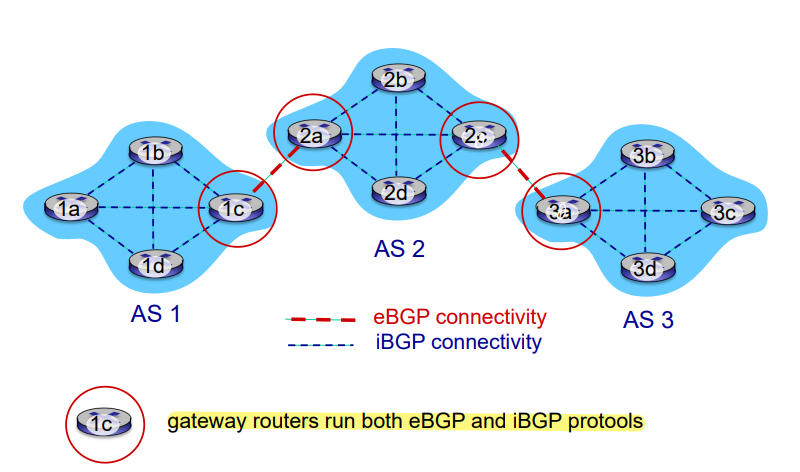 2b
2a
2c
2d
1b
1a
1c
1d
3b
3a
3c
3d
AS 2
AS 1
AS 3
eBGP connectivity
iBGP connectivity
1c
gateway routers run both eBGP and iBGP protools